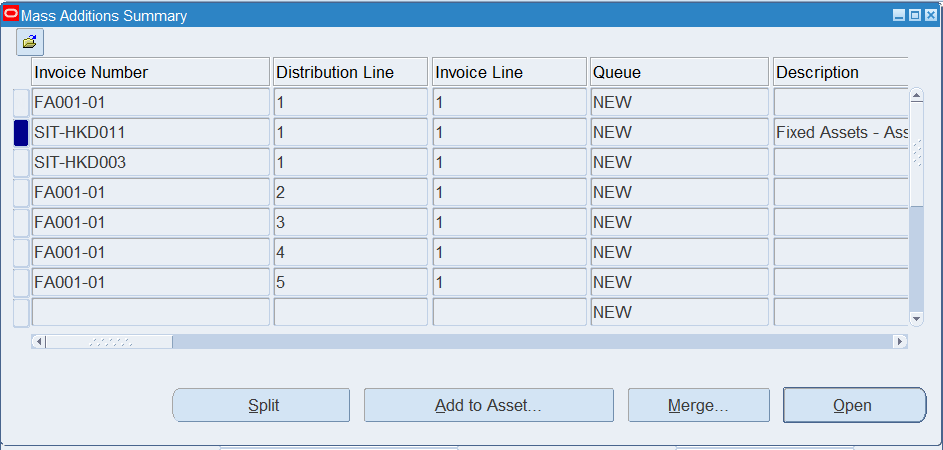 Mass Additions Summary
Invoice Number Distribution Line Invoice Line Queue Description
FA001-01 1 1 NEW
SIT-HKD011 1 1 NEW Fixed Assets - Ass
SIT-HKD003 1 1 NEW
FA001-01 2 1 NEW
FA001-01 3 1 NEW
FA001-01 4 1 NEW
FA001-01 5 1 NEW
NEW
Split Add to Asset... Merge... Open